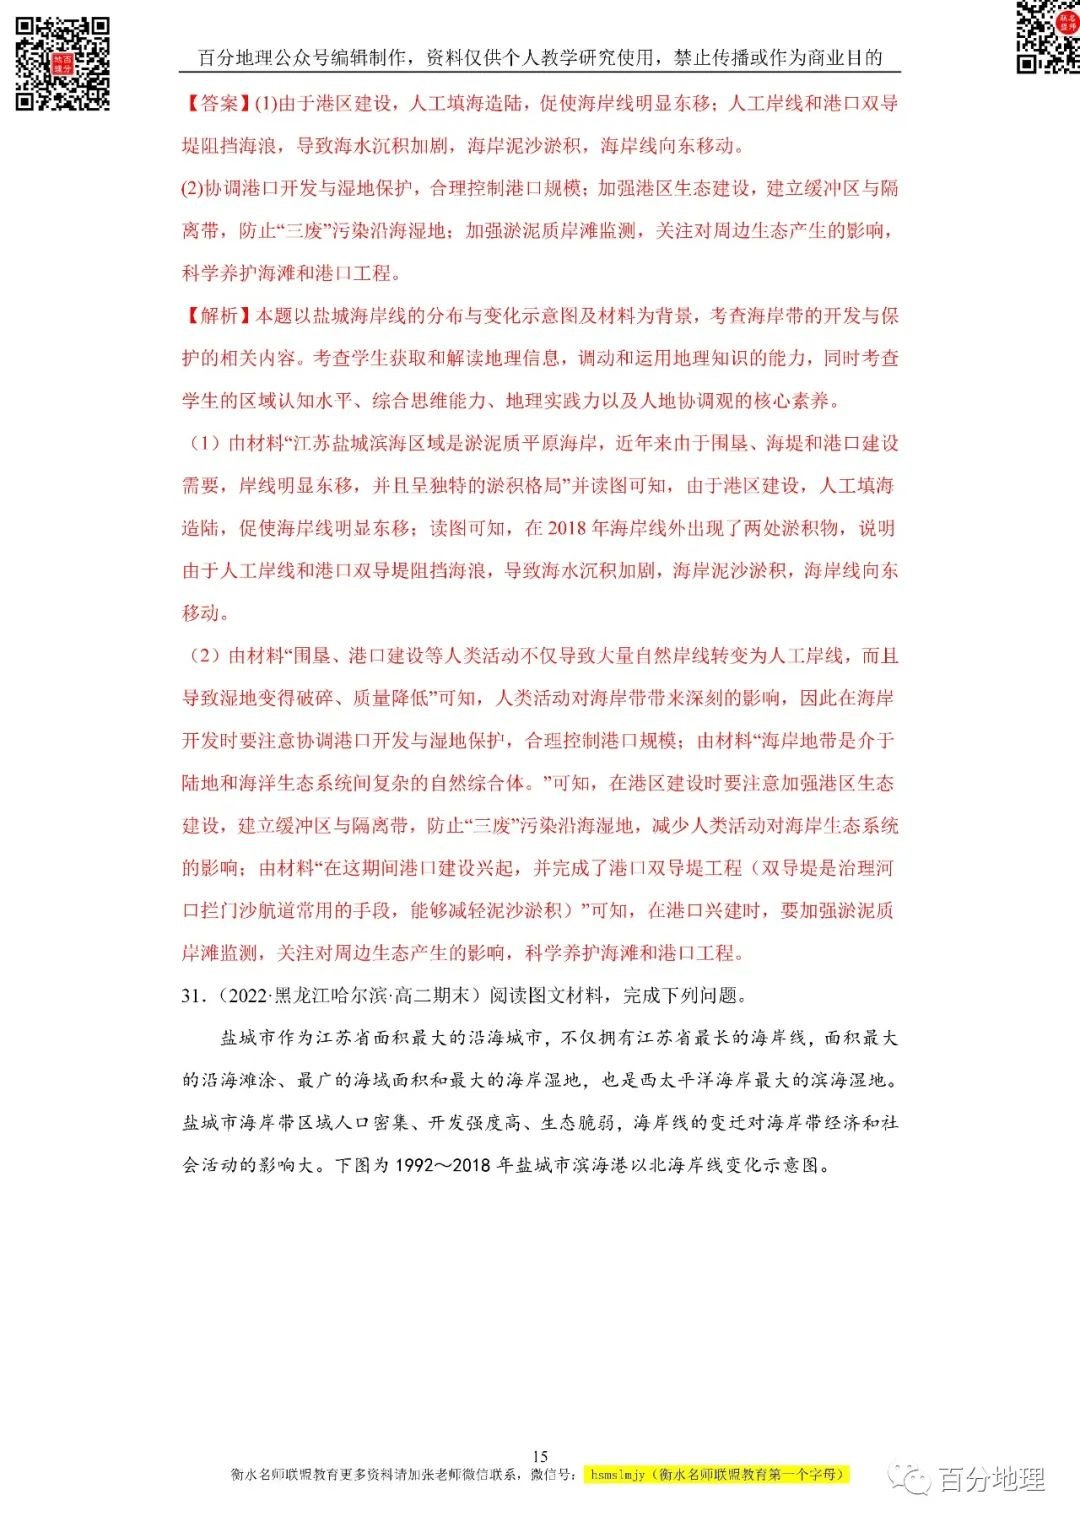 百分地理公众号编辑制作，资料仅供个人教学研究使用，禁止传播或作为商业目的
【答案】(1)由于港区建设，人工填海造陆，促使海岸线明显东移；人工岸线和港口双导
堤阻挡海浪，导致海水沉积加剧，海岸泥沙淤积，海岸线向东移动。
(2)协调港口开发与湿地保护，合理控制港口规模；加强港区生态建设，建立缓冲区与隔
离带，防止“三废”污染沿海湿地；加强淤泥质岸滩监测，关注对周边生态产生的影响，
科学养护海滩和港口工程。
【解析】本题以盐城海岸线的分布与变化示意图及材料为背景，考查海岸带的开发与保
护的相关内容。考查学生获取和解读地理信息，调动和运用地理知识的能力，同时考查
学生的区域认知水平、综合思维能力、地理实践力以及人地协调观的核心素养。
（1）由材料“江苏盐城滨海区域是淤泥质平原海岸，近年来由于围垦、海堤和港口建设
需要，岸线明显东移，并且呈独特的淤积格局”并读图可知，由于港区建设，人工填海
造陆，促使海岸线明显东移；读图可知，在 2018 年海岸线外出现了两处淤积物，说明
由于人工岸线和港口双导堤阻挡海浪，导致海水沉积加剧，海岸泥沙淤积，海岸线向东
移动。
（2）由材料“围垦、港口建设等人类活动不仅导致大量自然岸线转变为人工岸线，而且
导致湿地变得破碎、质量降低”可知，人类活动对海岸带带来深刻的影响，因此在海岸
开发时要注意协调港口开发与湿地保护，合理控制港口规模；由材料“海岸地带是介于
陆地和海洋生态系统间复杂的自然综合体。”可知，在港区建设时要注意加强港区生态
建设，建立缓冲区与隔离带，防止“三废”污染沿海湿地，减少人类活动对海岸生态系统
的影响；由材料“在这期间港口建设兴起，并完成了港口双导堤工程（双导堤是治理河
口拦门沙航道常用的手段，能够减轻泥沙淤积）”可知，在港口兴建时，要加强淤泥质
岸滩监测，关注对周边生态产生的影响，科学养护海滩和港口工程。
31．（2022·黑龙江哈尔滨·高二期末）阅读图文材料，完成下列问题。
盐城市作为江苏省面积最大的沿海城市，不仅拥有江苏省最长的海岸线，面积最大
的沿海滩涂、最广的海域面积和最大的海岸湿地，也是西太平洋海岸最大的滨海湿地。
盐城市海岸带区域人口密集、开发强度高、生态脆弱，海岸线的变迁对海岸带经济和社
会活动的影响大。下图为 1992～2018 年盐城市滨海港以北海岸线变化示意图。
15
衡水名师联盟教育更多资料请加张老师微信联系，微信号： hsmslmjy（衡水名师联盟教育第一个字母）
百分地理